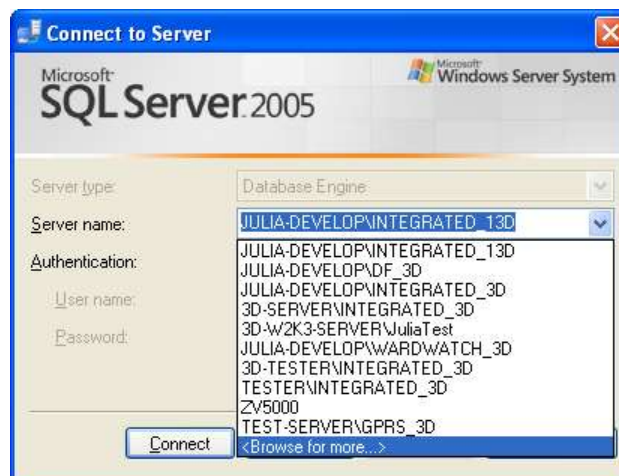 Connect to Server
Microsoft
SQL Server 2005
Microsoft
Windows Server System
Server type:
Database Engine
Server name:
JULIA-DEVELOP\INTEGRATED_13D
Authentication:
User name:
Password:
JULIA-DEVELOP\INTEGRATED_13D
JULIA-DEVELOP\DF_3D
JULIA-DEVELOP\INTEGRATED_3D
3D-SERVER\INTEGRATED_3D
3D-W2K3-SERVER\JuliaTest
JULIA-DEVELOP\WARDWATCH_3D
3D-TESTER\INTEGRATED_3D
TESTER\INTEGRATED_3D
ZV5000
TEST-SERVER\GPRS_3D
<Browse for more...>
Connect